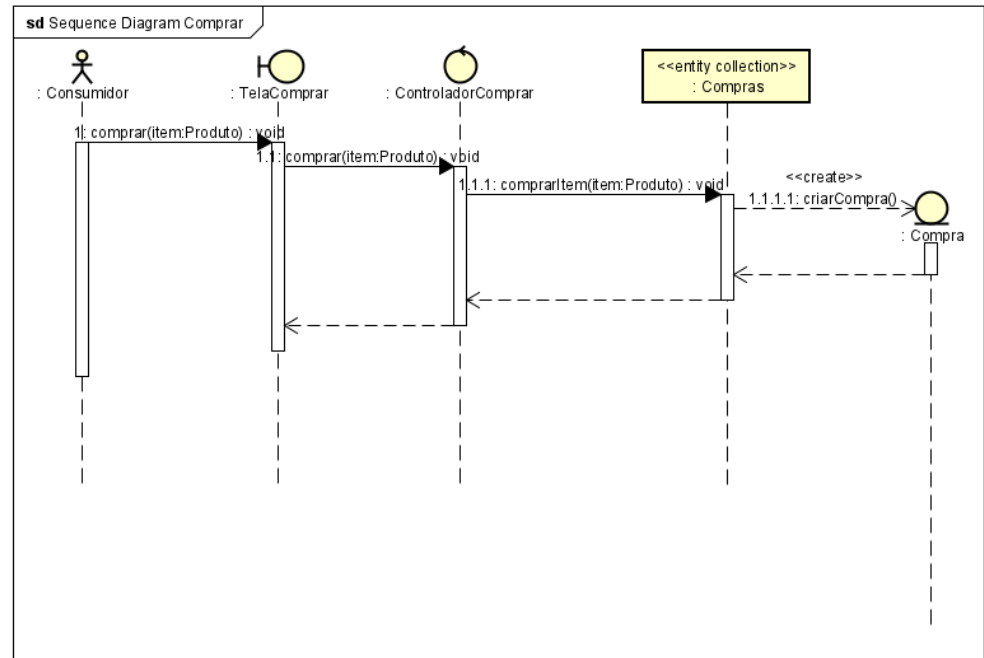 sd Sequence Diagram Comprar
: Consumidor
: TelaComprar
: ControladorComprar
<<entity collection>>
: Compras
1: comprar(item:Produto) : void
1.1: comprar(item:Produto) : void
1.1.1: comprarItem(item:Produto) : void
<<create>>
1.1.1.1: criarCompra()
: Compra